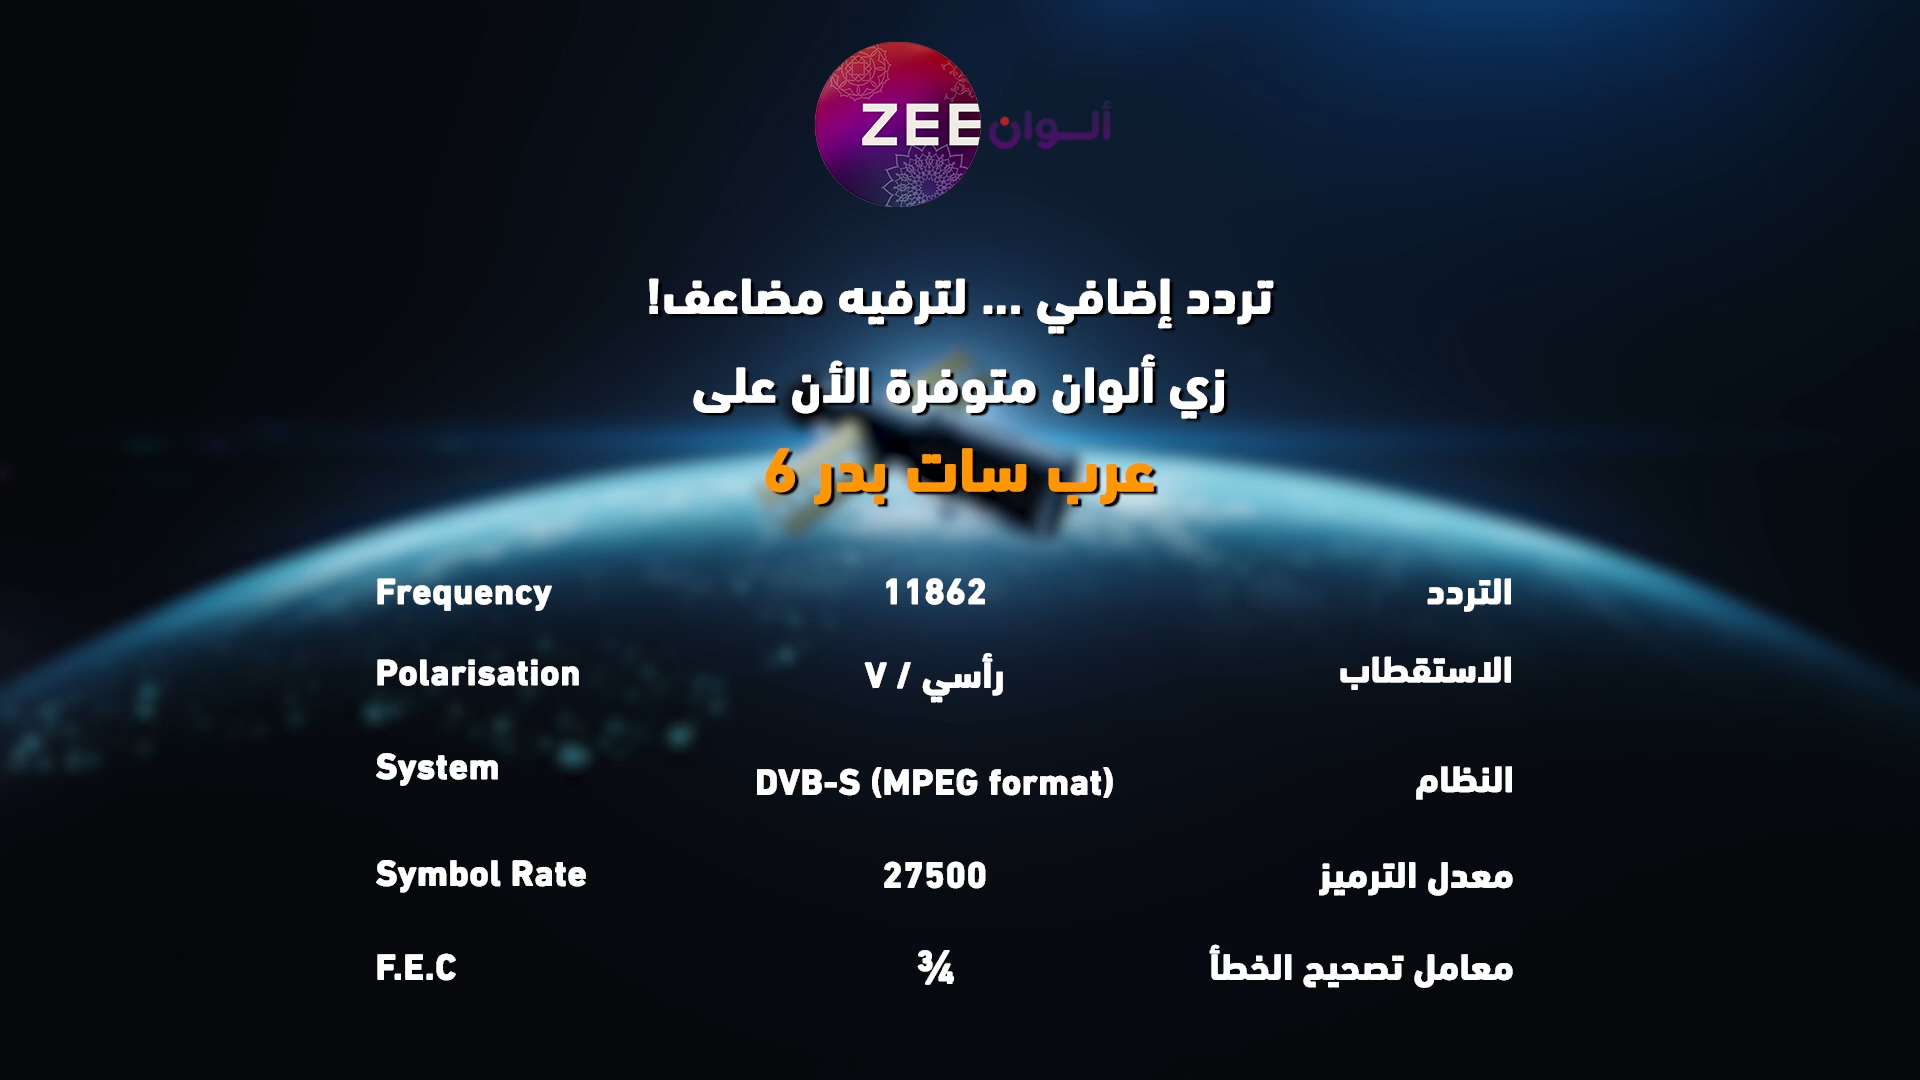 ZEE ألوان
تردد إضافي ... لترفيه مضاعف!
زي ألوان متوفرة الأن على
عرب سات بدر 6
Frequency 11862 التردد
Polarisation رأسي / V الاستقطاب
System DVB-S (MPEG format) النظام
Symbol Rate 27500 معدل الترميز
F.E.C ¾ معامل تصحيح الخطأ